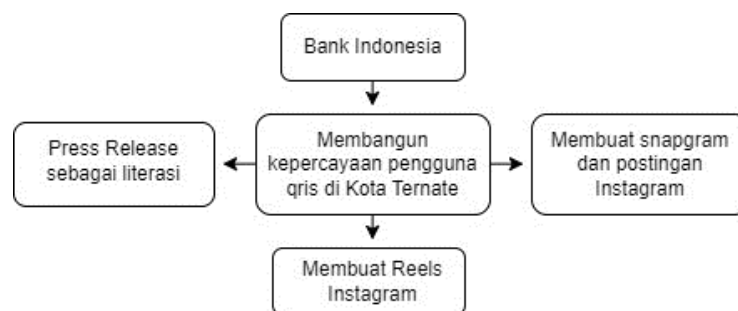 Bank Indonesia
Press Release
sebagai literasi
Membangun
kepercayaan pengguna
qris di Kota Ternate
Membuat snapgram
dan postingan
Instagram
Membuat Reels
Instagram